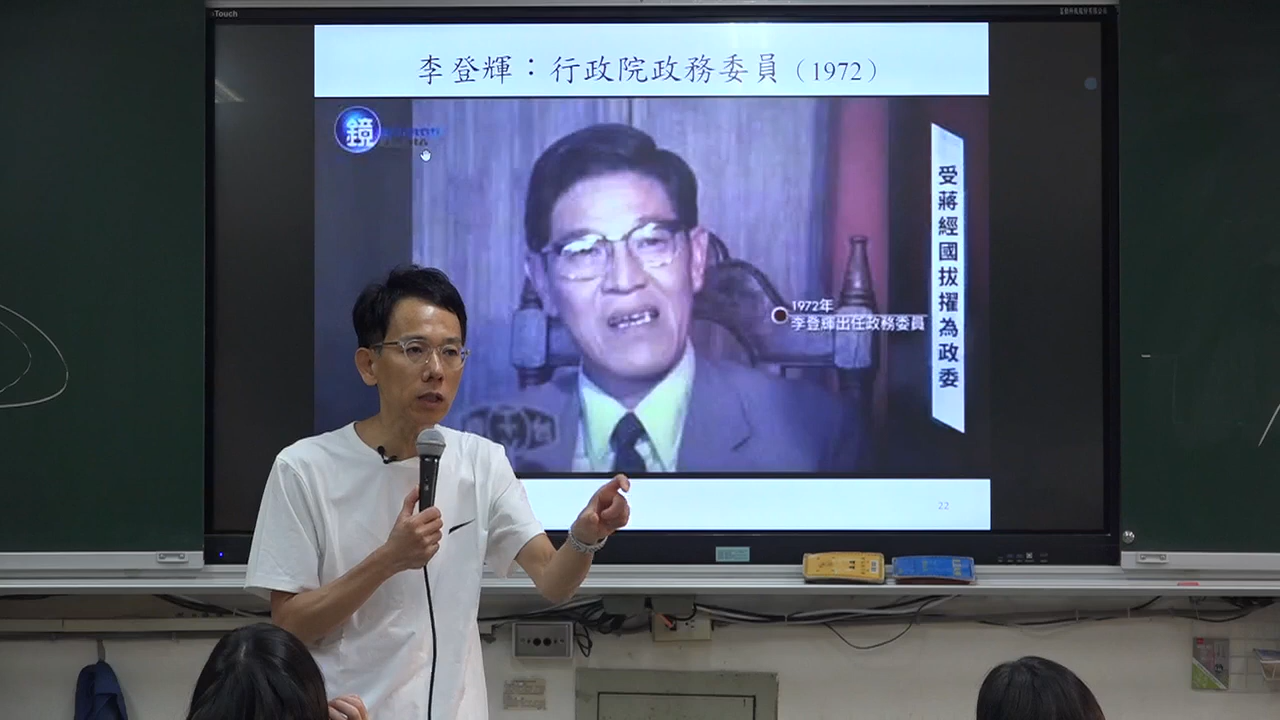 iTouch
李登輝：行政院政務委員（1972）
鏡
受蔣經國拔擢為政委
1972年
李登輝出任政務委員
22